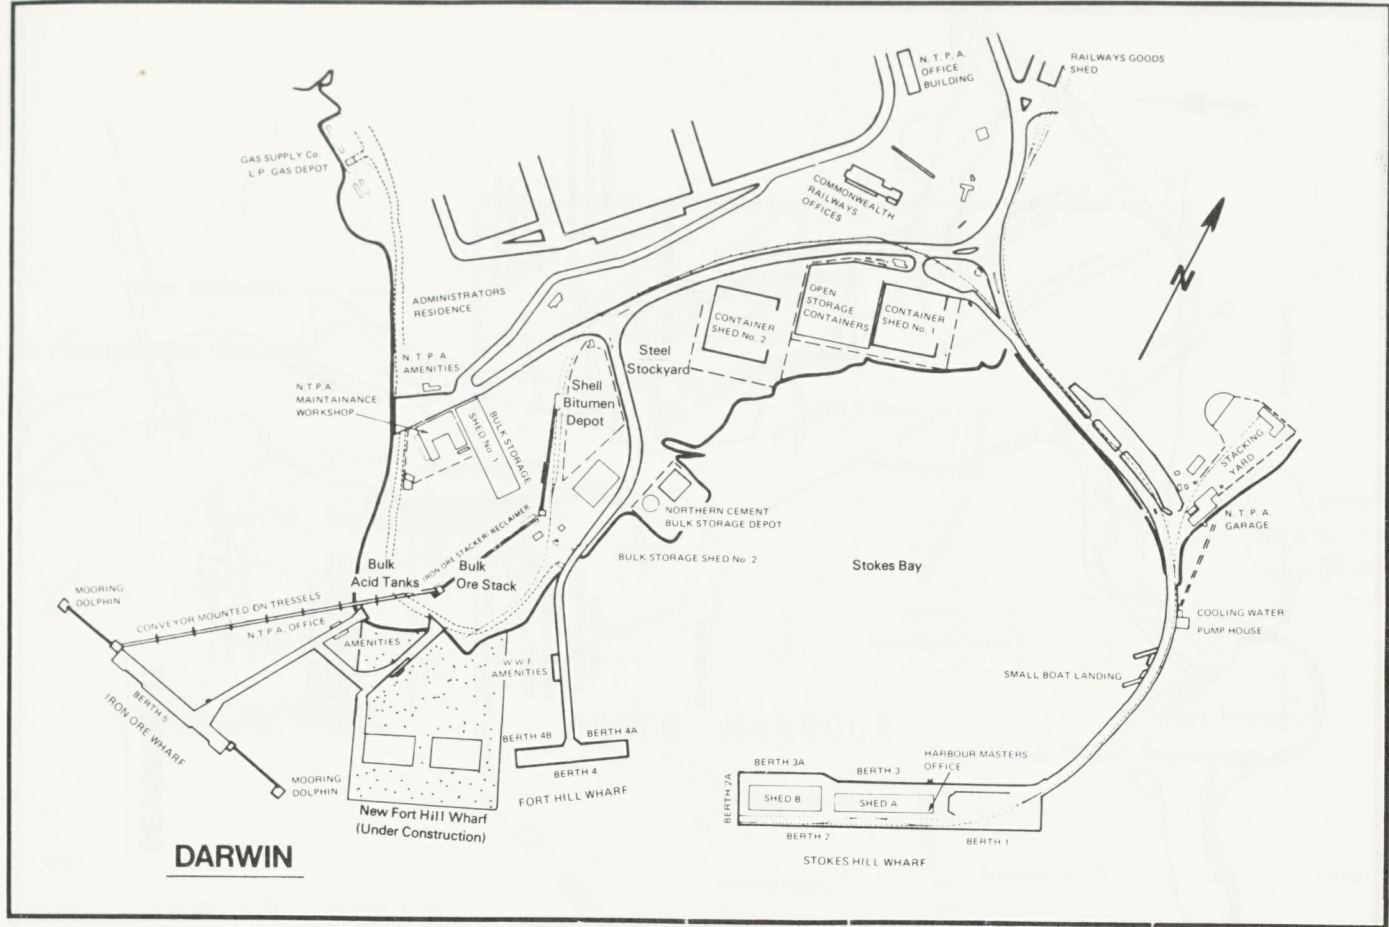 N. T. P. A.
OFFICE
BUILDING
RAILWAYS GOODS
SHED
GAS SUPPLY Co.
L.P. GAS DEPOT
COMMONWEALTH
RAILWAYS
OFFICES
N
ADMINISTRATORS
RESIDENCE
OPEN
STORAGE
CONTAINERS
CONTAINER
SHED No. 1
CONTAINER
SHED No. 2
N. T. P. A.
AMENITIES
Steel
Stockyard
N.T.P.A.
MAINTAINANCE
WORKSHOP
Shell
Bitumen
Depot
BULK STORAGE
SHED No. 1
STACKING
YARD
N. T. P. A.
GARAGE
NORTHERN CEMENT
BULK STORAGE DEPOT
IRON ORE STACKER/RECLAIMER
BULK STORAGE SHED No. 2
Stokes Bay
Bulk
Acid Tanks
Bulk
Ore Stack
MOORING
DOLPHIN
CONVEYOR MOUNTED ON TRESSELS
N.T.P.A. OFFICE
AMENITIES
COOLING WATER
PUMP HOUSE
W.W.F.
AMENITIES
SMALL BOAT LANDING
BERTH 5
IRON ORE WHARF
BERTH 4B
BERTH 4A
BERTH 4
FORT HILL WHARF
MOORING
DOLPHIN
HARBOUR MASTERS
OFFICE
BERTH 3A
BERTH 3
BERTH 2A
SHED B
SHED A
BERTH 2
BERTH 1
STOKES HILL WHARF
New Fort Hill Wharf
(Under Construction)
DARWIN